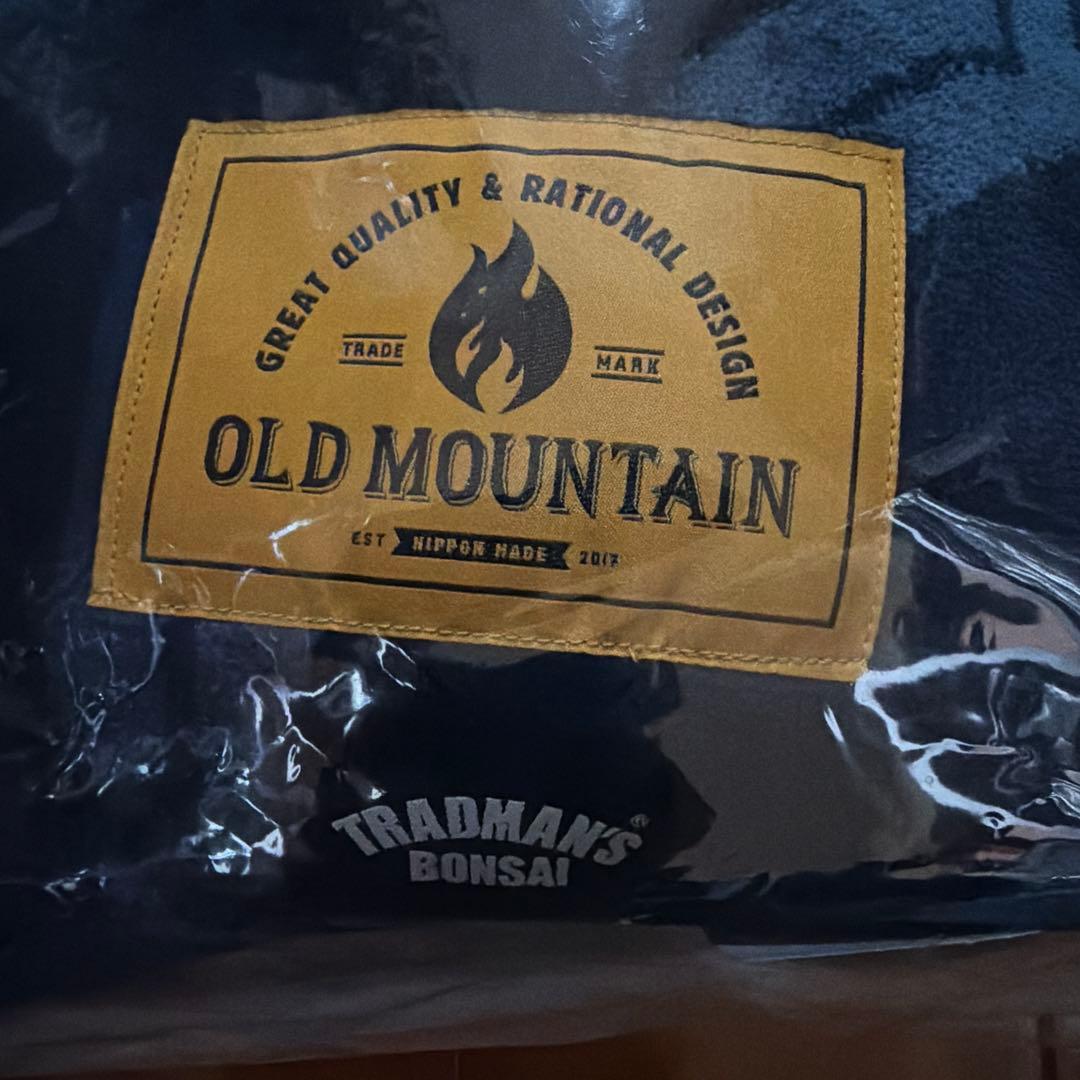 GREAT QUALITY & RATIONAL DESIGN
TRADE MARK
OLD MOUNTAIN
EST NIPPON MADE 2017
TRADMAN'S®
BONSAI